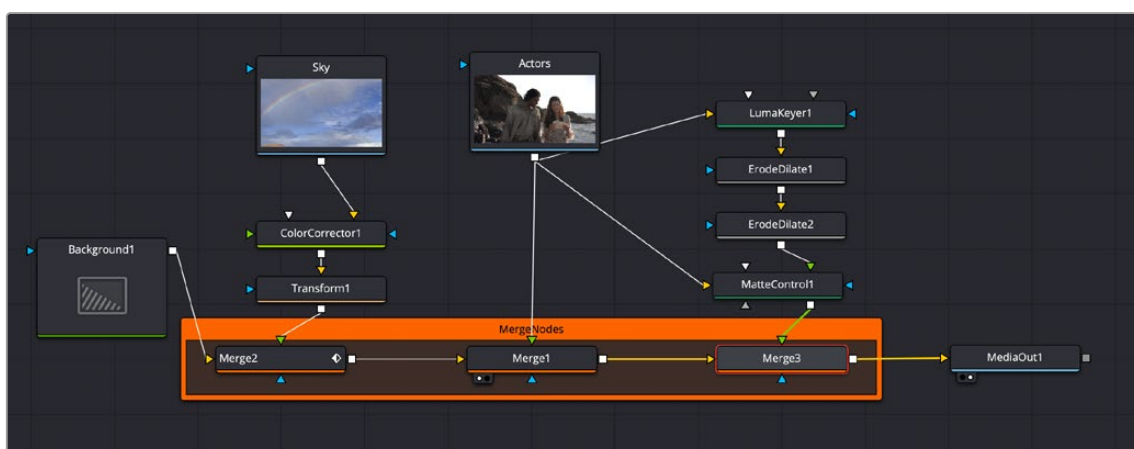 Sky
Actors
LumaKeyer1
ErodeDilate1
ErodeDilate2
ColorCorrector1
Background1
Transform1
MatteControl1
MergeNodes
Merge2
Merge1
Merge3
MediaOut1